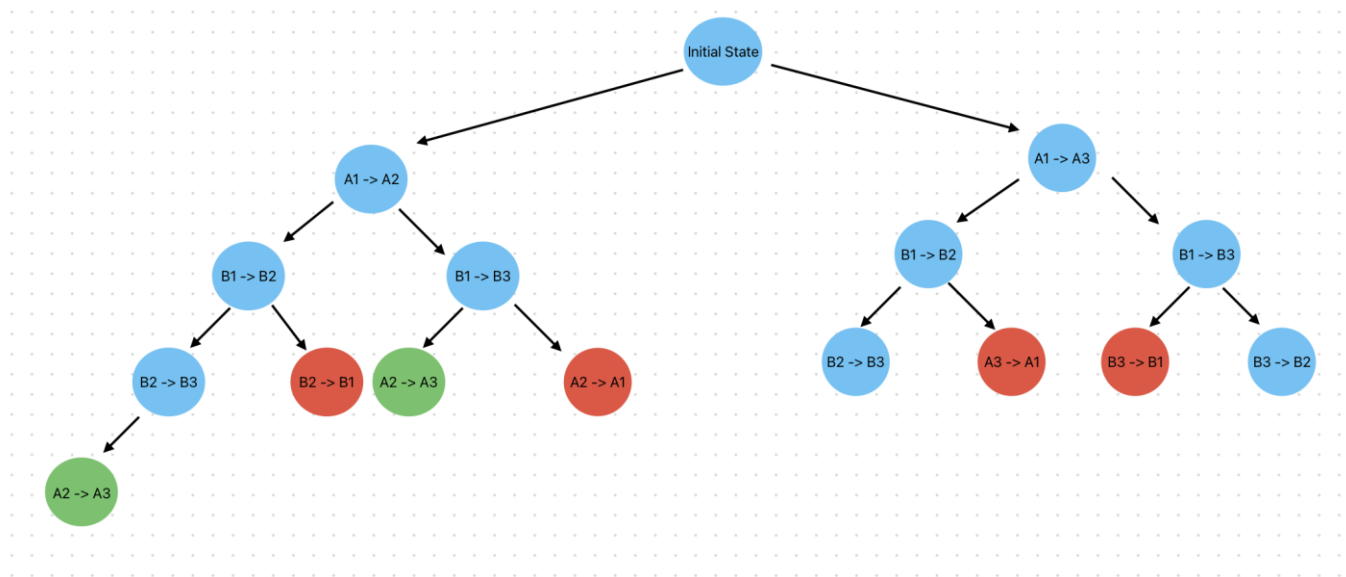 Initial State
A1 -> A2
A1 -> A3
B1 -> B2
B1 -> B3
B1 -> B2
B1 -> B3
B2 -> B3
B2 -> B1
A2 -> A3
A2 -> A1
B2 -> B3
A3 -> A1
B3 -> B1
B3 -> B2
A2 -> A3